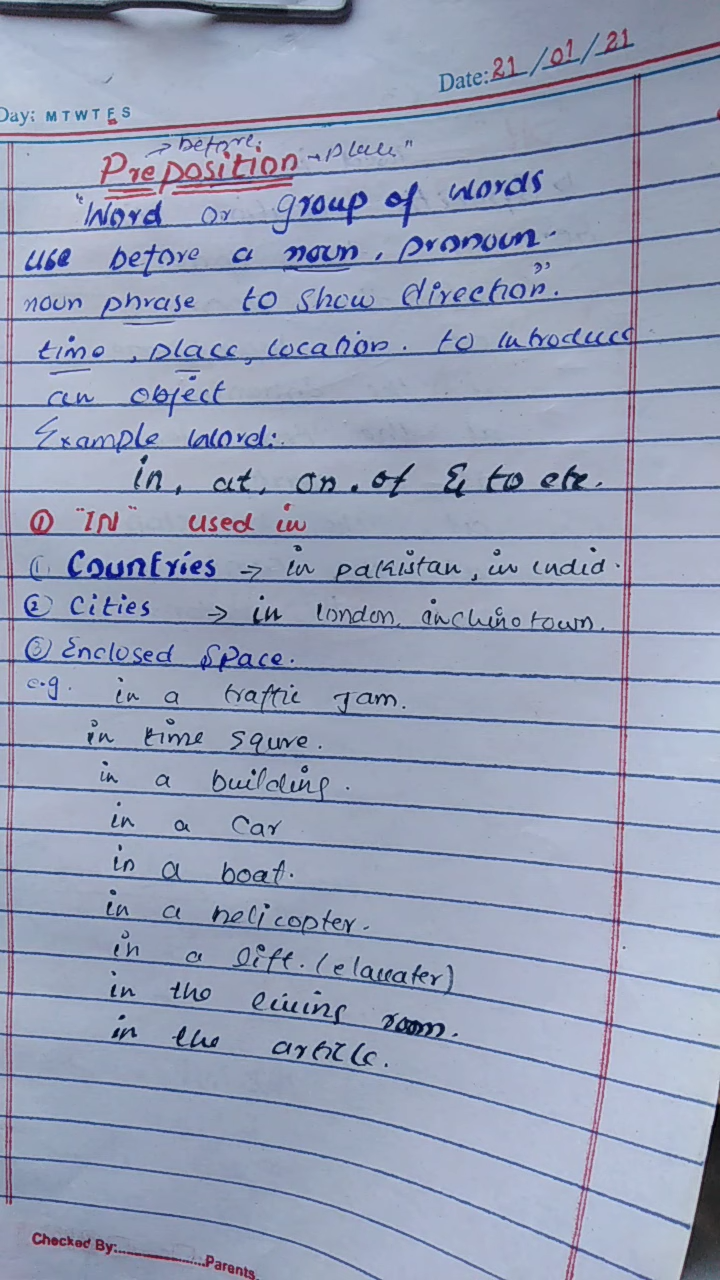 Date: 21/01/21
Day: M T W T F S
→ before. → place"
Preposition
"Word or group of words
use before a noun, pronoun.
noun phrase to show direction.”
time, place, location. to introduce
an object
Example Word:.
in, at, on. of & to etc.
① "IN" used in
①. Countries → in pakistan, in india.
② Cities → in london, inchinotown.
③ Enclosed Space.
e.g. in a traffic Jam.
in time squre.
in a building.
in a car
in a boat.
in a helicopter.
in a lift. (elavater)
in the living room.
in the article.
Checked By:.....................Parents